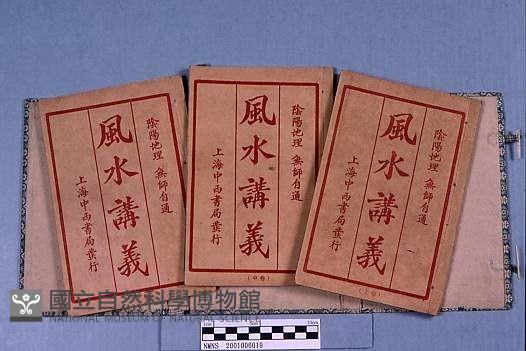 陰陽地理 無師自通
風水講義
上海中西書局發行
(上卷)
陰陽地理 無師自通
風水講義
上海中西書局發行
(中卷)
陰陽地理 無師自通
風水講義
上海中西書局發行
國立自然科學博物館
NATIONAL MUSEUM OF NATURAL SCIENCE
NMNS 2001006019